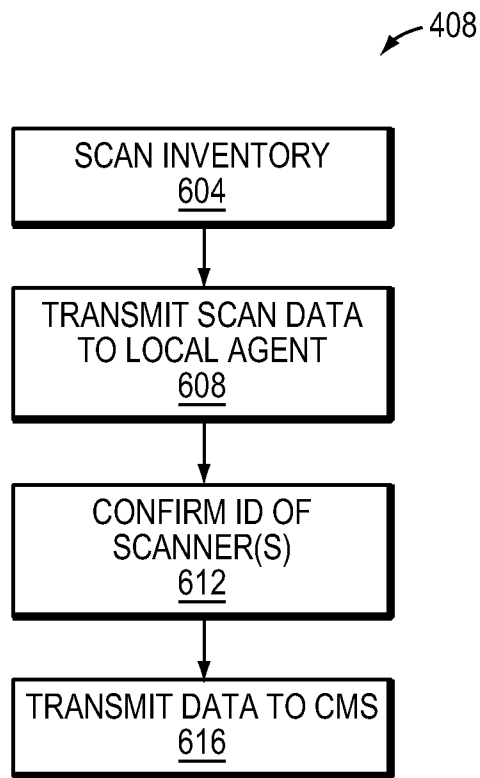 408
SCAN INVENTORY
604
TRANSMIT SCAN DATA
TO LOCAL AGENT
608
CONFIRM ID OF
SCANNER(S)
612
TRANSMIT DATA TO CMS
616